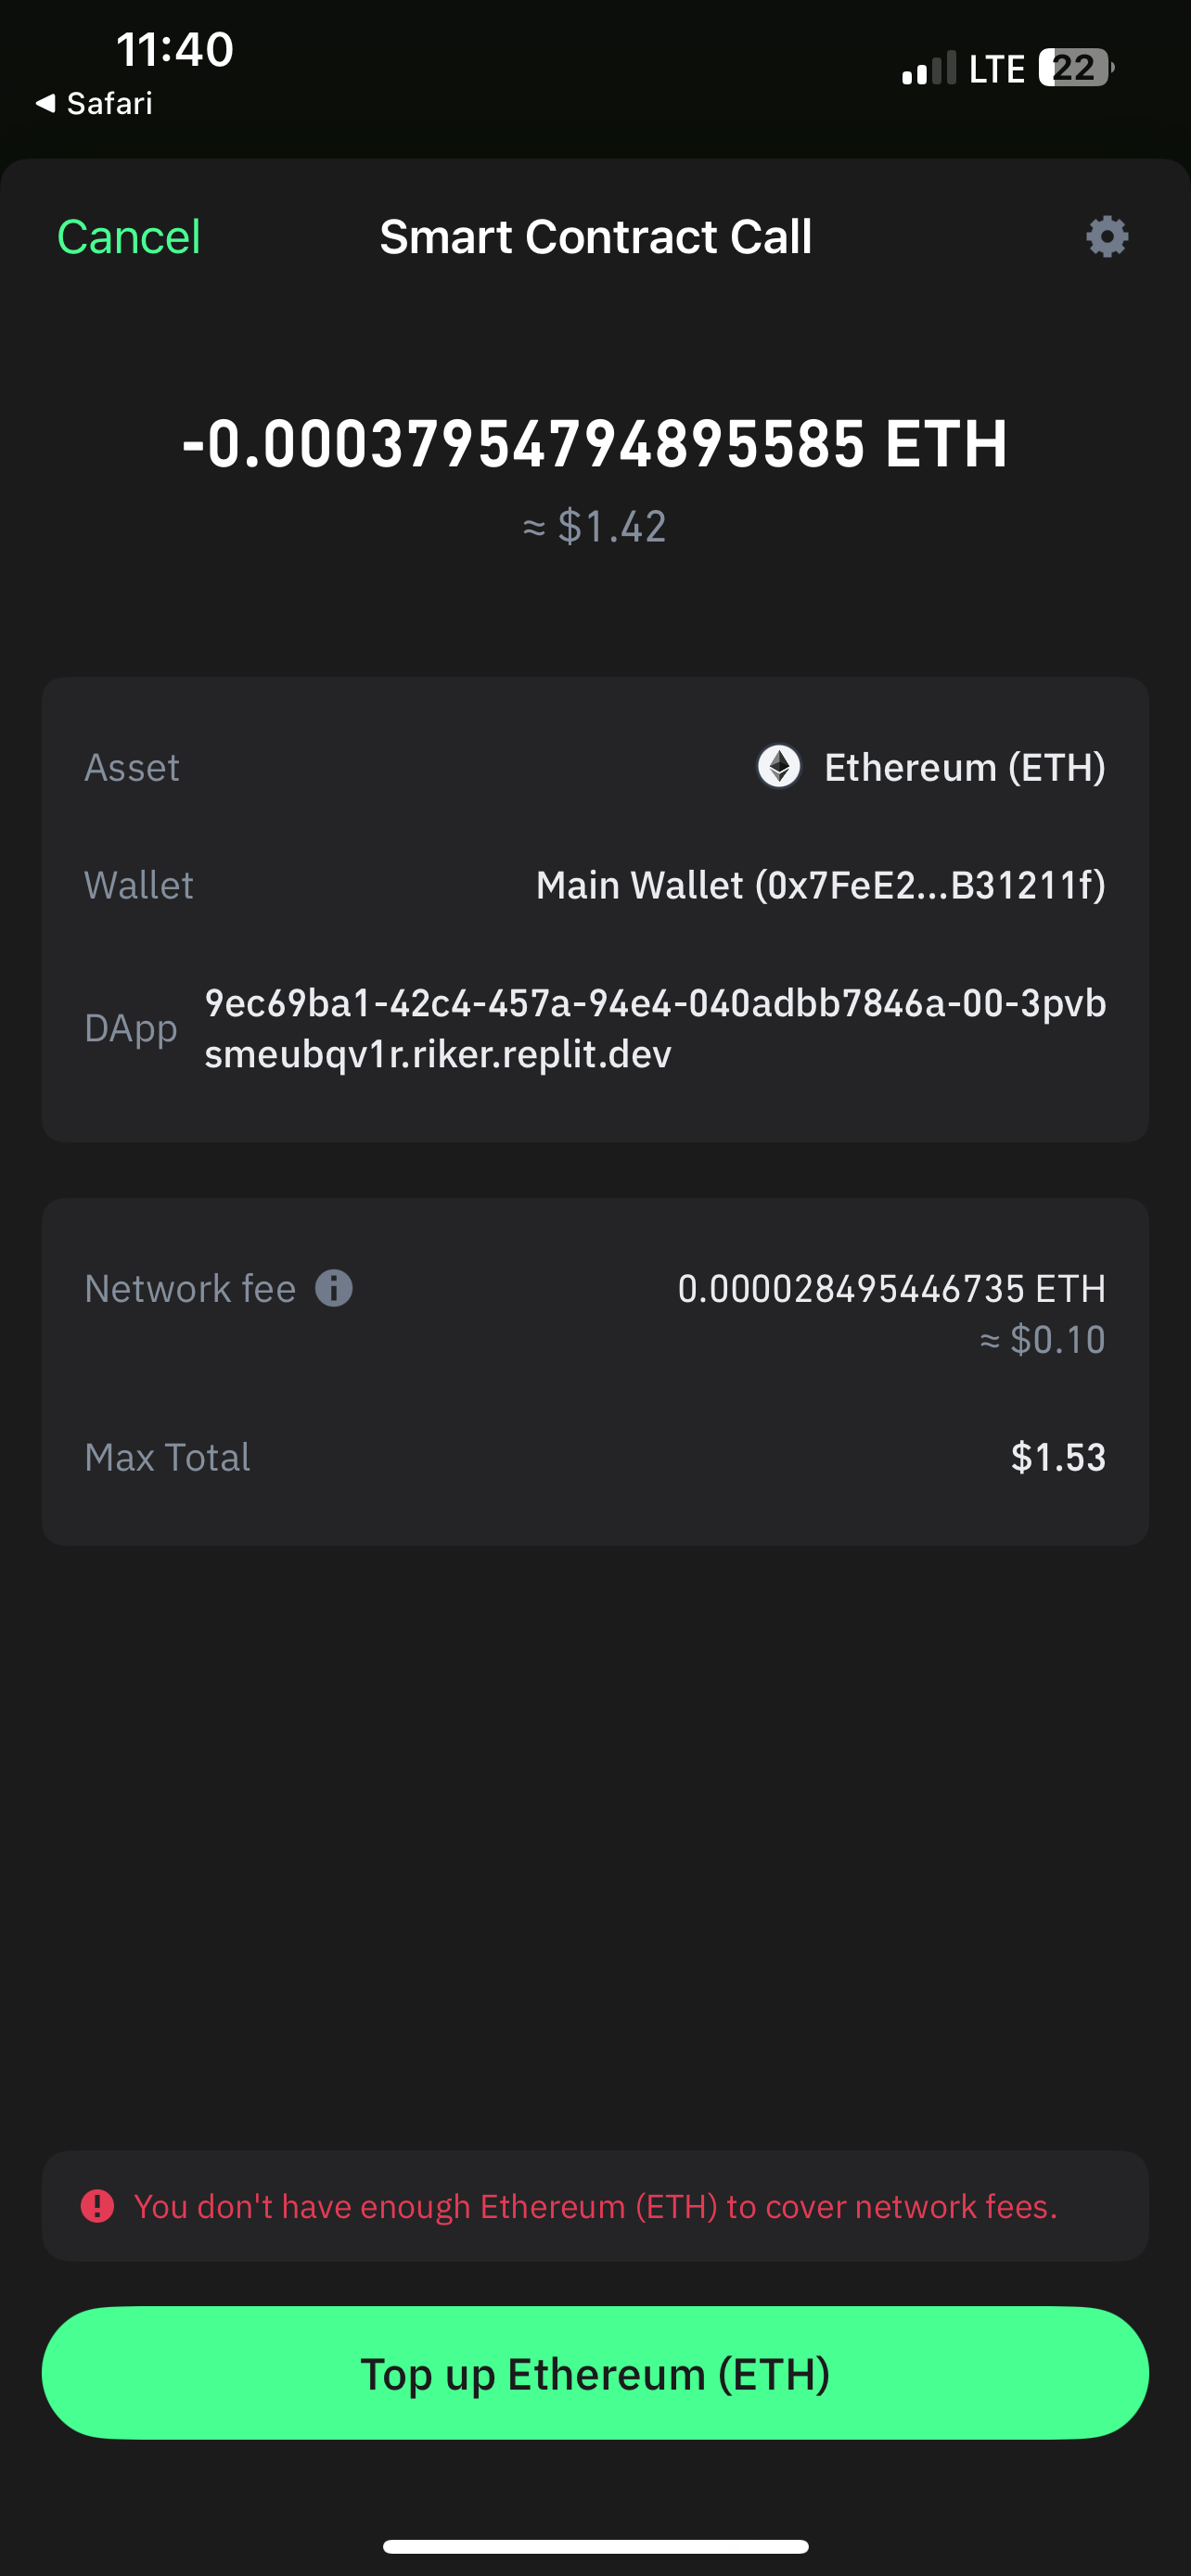 11:40
LTE 22
◀ Safari
Cancel Smart Contract Call
-0.00037954794895585 ETH
≈ $1.42
Asset Ethereum (ETH)
Wallet Main Wallet (0x7FeE2...B31211f)
DApp 9ec69ba1-42c4-457a-94e4-040adbb7846a-00-3pvb
smeubqv1r.riker.replit.dev
Network fee 0.000028495446735 ETH
≈ $0.10
Max Total $1.53
You don't have enough Ethereum (ETH) to cover network fees.
Top up Ethereum (ETH)